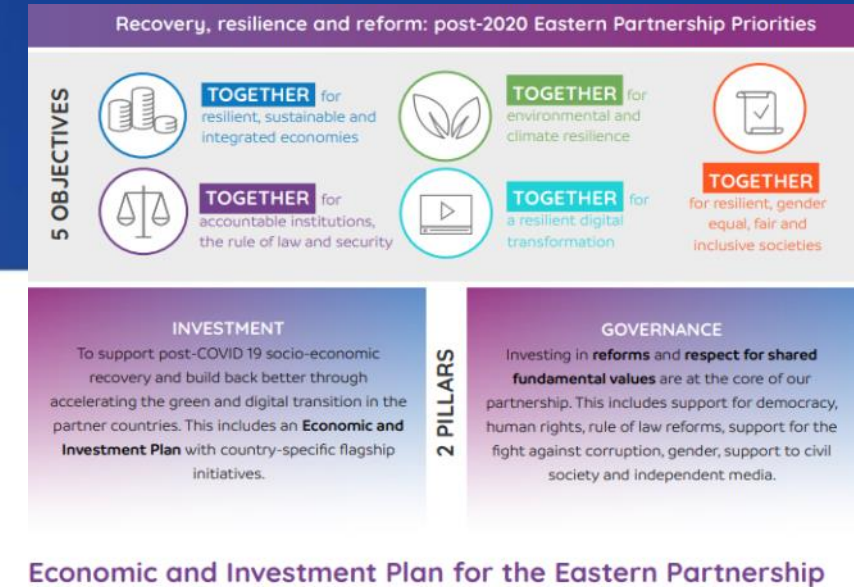 Recovery, resilience and reform: post-2020 Eastern Partnership Priorities
5 OBJECTIVES
TOGETHER for
resilient, sustainable and
integrated economies
TOGETHER for
environmental and
climate resilience
TOGETHER
for resilient, gender
equal, fair and
inclusive societies
TOGETHER for
accountable institutions,
the rule of law and security
TOGETHER for
a resilient digital
transformation
INVESTMENT
To support post-COVID 19 socio-economic
recovery and build back better through
accelerating the green and digital transition in the
partner countries. This includes an Economic and
Investment Plan with country-specific flagship
initiatives.
2 PILLARS
GOVERNANCE
Investing in reforms and respect for shared
fundamental values are at the core of our
partnership. This includes support for democracy,
human rights, rule of law reforms, support for the
fight against corruption, gender, support to civil
society and independent media.
Economic and Investment Plan for the Eastern Partnership